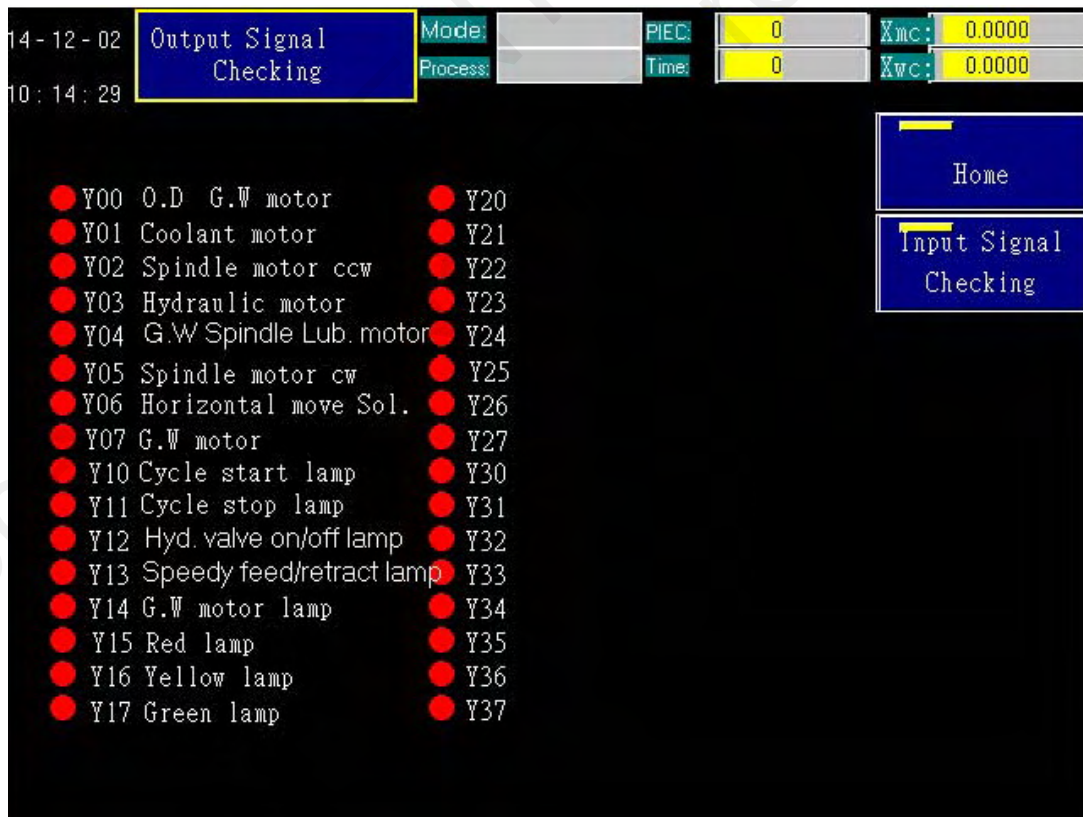 14-12-02
10:14:29
Output Signal
Checking
Mode:
Process:
PIEC: 0
Time: 0
Xmc: 0.0000
Xwc: 0.0000
Home
Input Signal
Checking
Y00 O.D G.W motor
Y01 Coolant motor
Y02 Spindle motor ccw
Y03 Hydraulic motor
Y04 G.W Spindle Lub. motor
Y05 Spindle motor cw
Y06 Horizontal move Sol.
Y07 G.W motor
Y10 Cycle start lamp
Y11 Cycle stop lamp
Y12 Hyd. valve on/off lamp
Y13 Speedy feed/retract lamp
Y14 G.W motor lamp
Y15 Red lamp
Y16 Yellow lamp
Y17 Green lamp
Y20
Y21
Y22
Y23
Y24
Y25
Y26
Y27
Y30
Y31
Y32
Y33
Y34
Y35
Y36
Y37